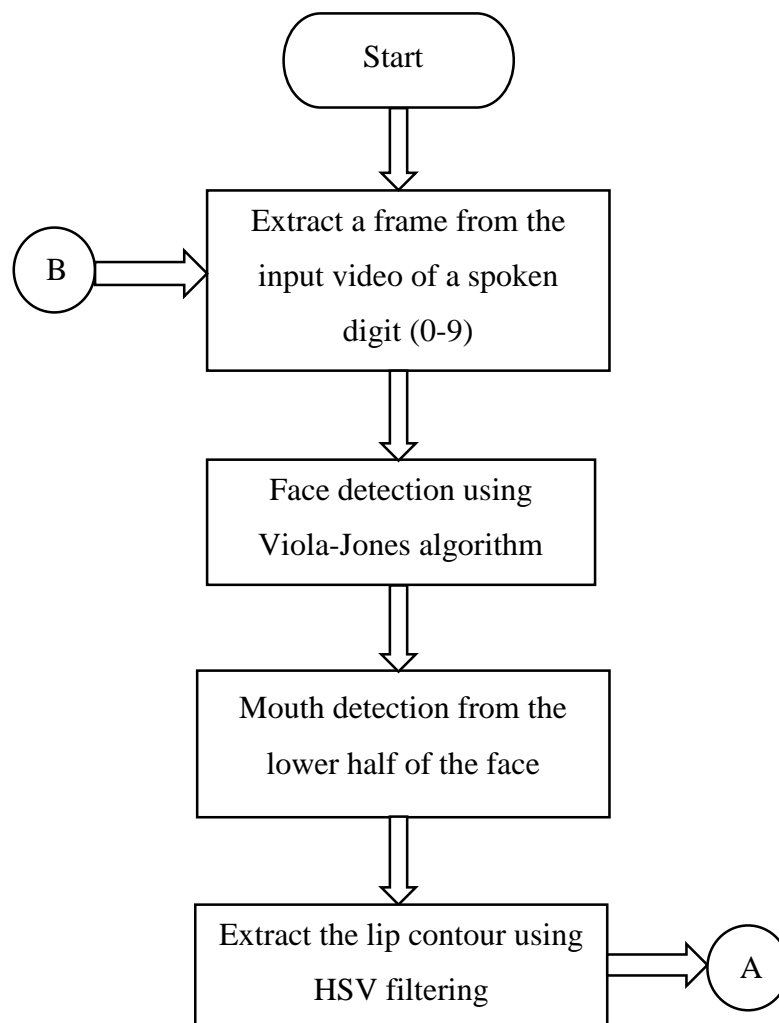 Start
Extract a frame from the
input video of a spoken
digit (0-9)
B
Face detection using
Viola-Jones algorithm
Mouth detection from the
lower half of the face
Extract the lip contour using
HSV filtering
A